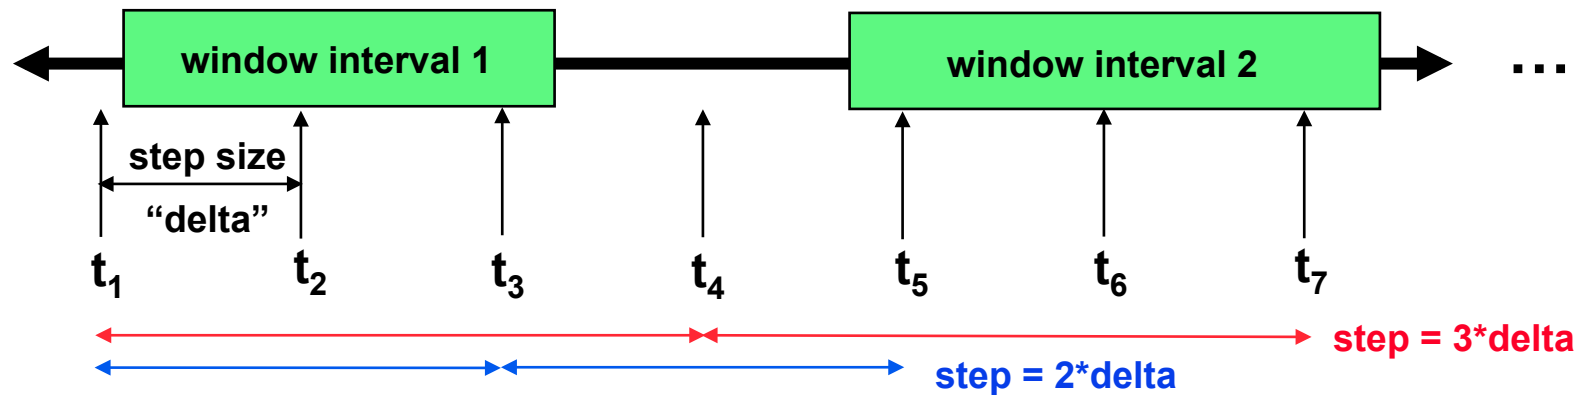 window interval 1
window interval 2
...
step size
“delta”
t₁ t₂ t₃ t₄ t₅ t₆ t₇
step = 3*delta
step = 2*delta